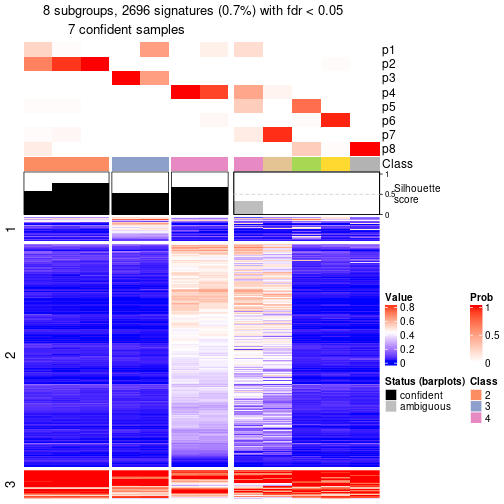 8 subgroups, 2696 signatures (0.7%) with fdr < 0.05
7 confident samples
p1
p2
p3
p4
p5
p6
p7
p8
Class
1
0.5
0
Silhouette
score
1
2
3
Value
0.8
0.6
0.4
0.2
0
Prob
1
0.5
0
Status (barplots)
confident
ambiguous
Class
2
3
4